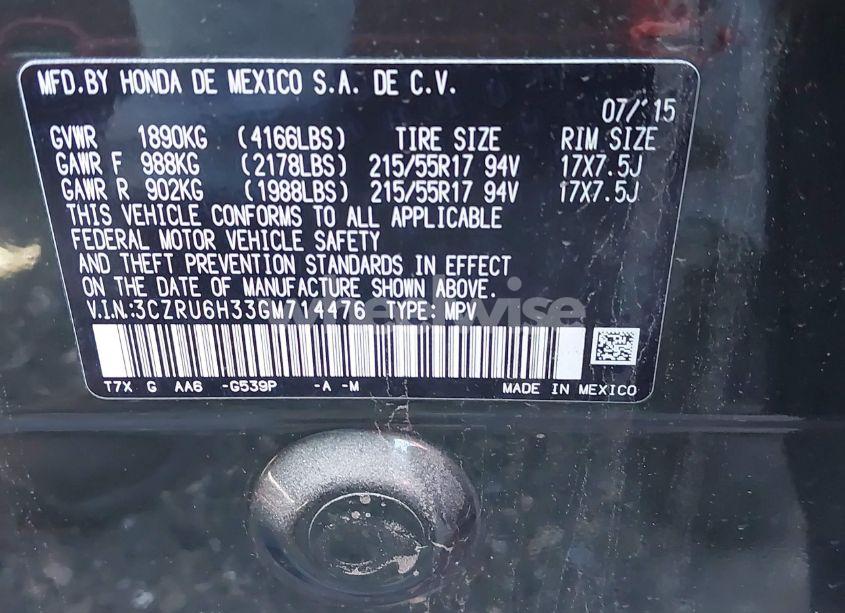 MFD.BY HONDA DE MEXICO S.A. DE C.V.
07/'15
GVWR 1890KG (4166LBS) TIRE SIZE RIM SIZE
GAWR F 988KG (2178LBS) 215/55R17 94V 17X7.5J
GAWR R 902KG (1988LBS) 215/55R17 94V 17X7.5J
THIS VEHICLE CONFORMS TO ALL APPLICABLE
FEDERAL MOTOR VEHICLE SAFETY
AND THEFT PREVENTION STANDARDS IN EFFECT
ON THE DATE OF MANUFACTURE SHOWN ABOVE.
V.I.N:3CZRU6H33GM714476 TYPE: MPV
T7X G AA6 -G539P -A -M MADE IN MEXICO